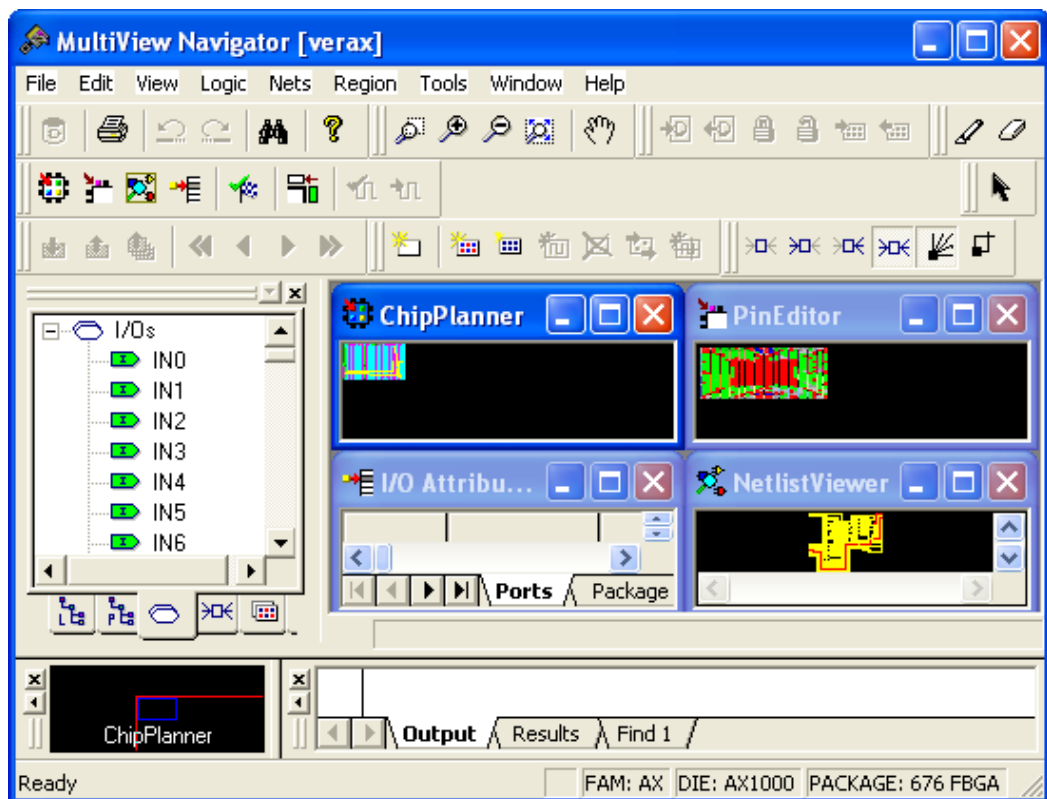 MultiView Navigator [verax]
File Edit View Logic Nets Region Tools Window Help
I/Os
IN0
IN1
IN2
IN3
IN4
IN5
IN6
ChipPlanner
PinEditor
I/O Attribu...
NetlistViewer
Ports Package
L P
ChipPlanner
Output Results Find 1
Ready FAM: AX DIE: AX1000 PACKAGE: 676 FBGA